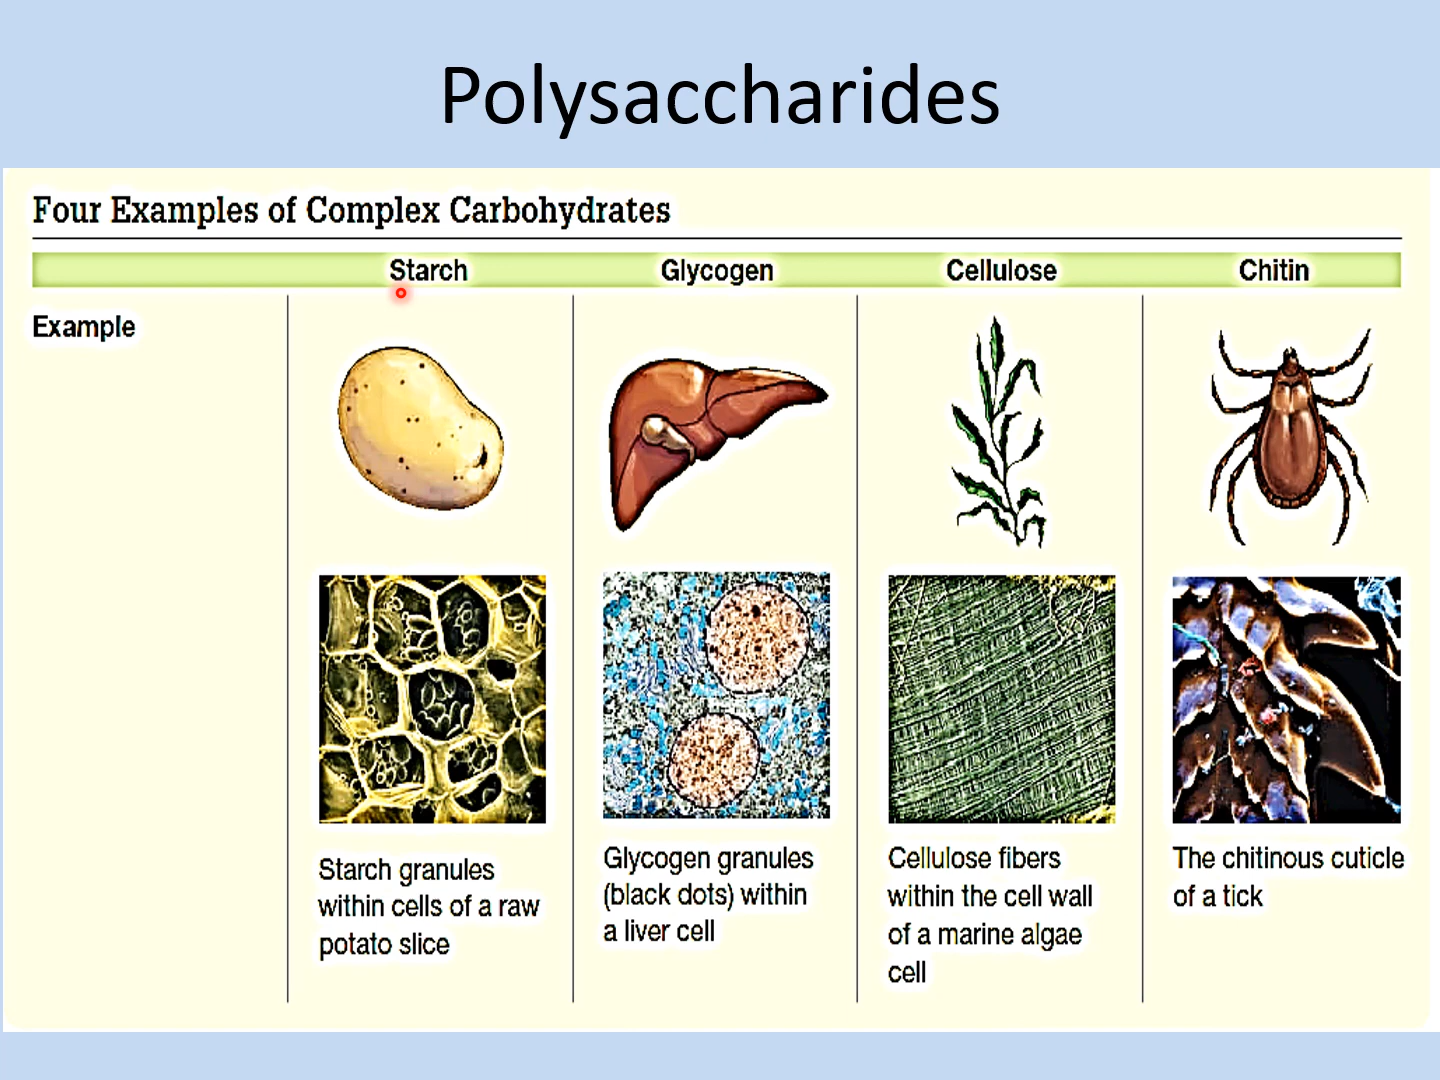 Polysaccharides
Four Examples of Complex Carbohydrates
Starch Glycogen Cellulose Chitin
Example
Starch granules
within cells of a raw
potato slice
Glycogen granules
(black dots) within
a liver cell
Cellulose fibers
within the cell wall
of a marine algae
cell
The chitinous cuticle
of a tick